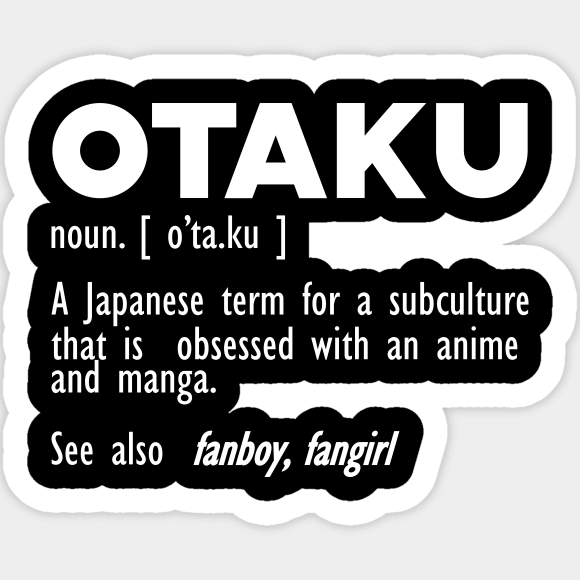 OTAKU
noun. [ o’ta.ku ]
A Japanese term for a subculture
that is obsessed with an anime
and manga.
See also fanboy, fangirl